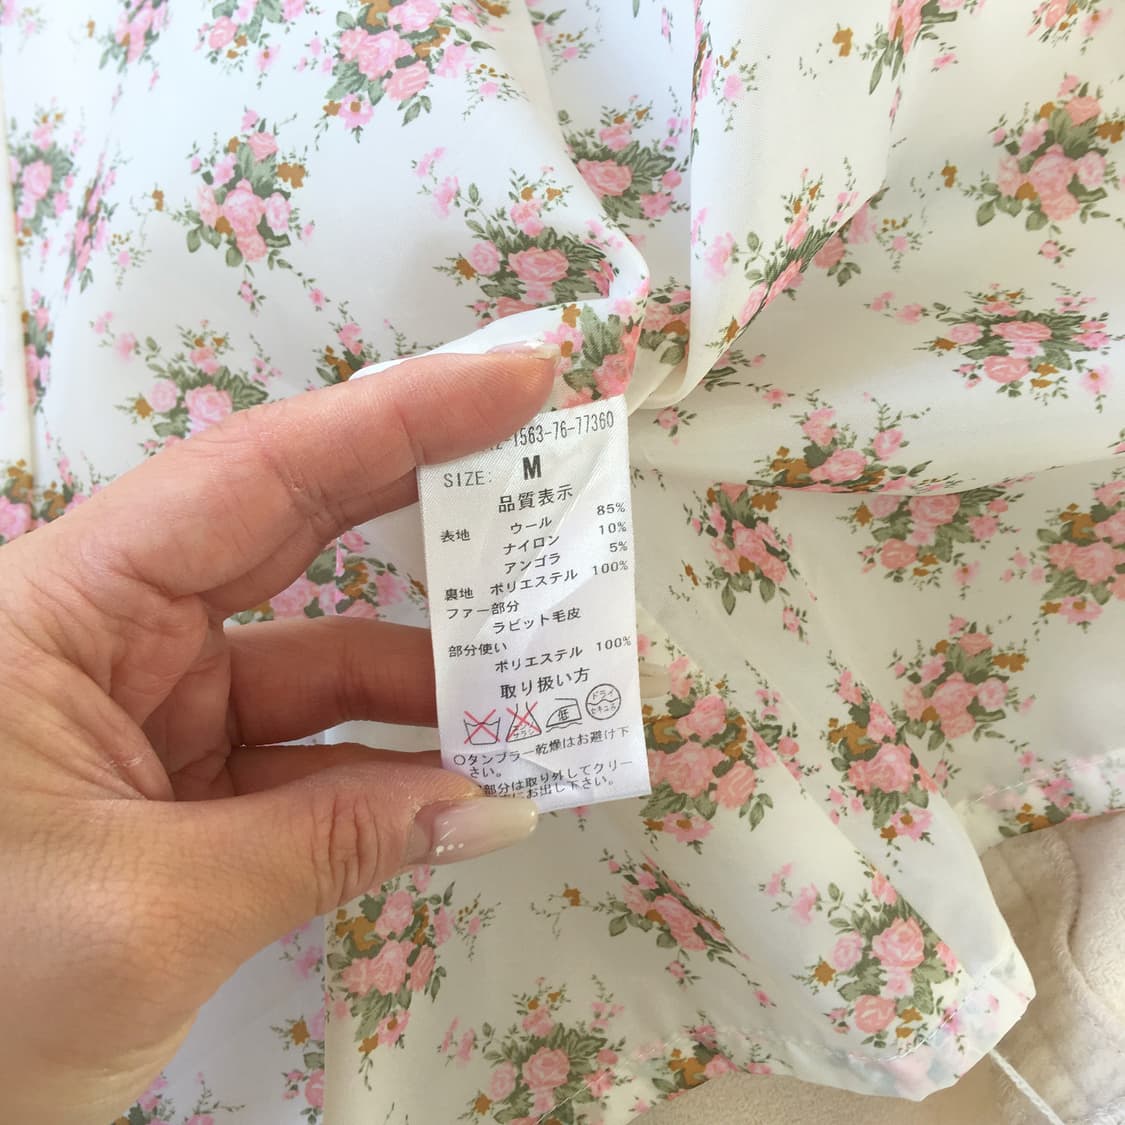 -1563-76-77360
SIZE: M
品質表示
表地 ウール 85%
ナイロン 10%
アンゴラ 5%
裏地 ポリエステル 100%
ファー部分
ラビット毛皮
部分使い
ポリエステル 100%
取り扱い方
低 ドライ
セキユ系
○タンブラー乾燥はお避け下
さい。
部分は取り外してクリー
にお出し下さい。